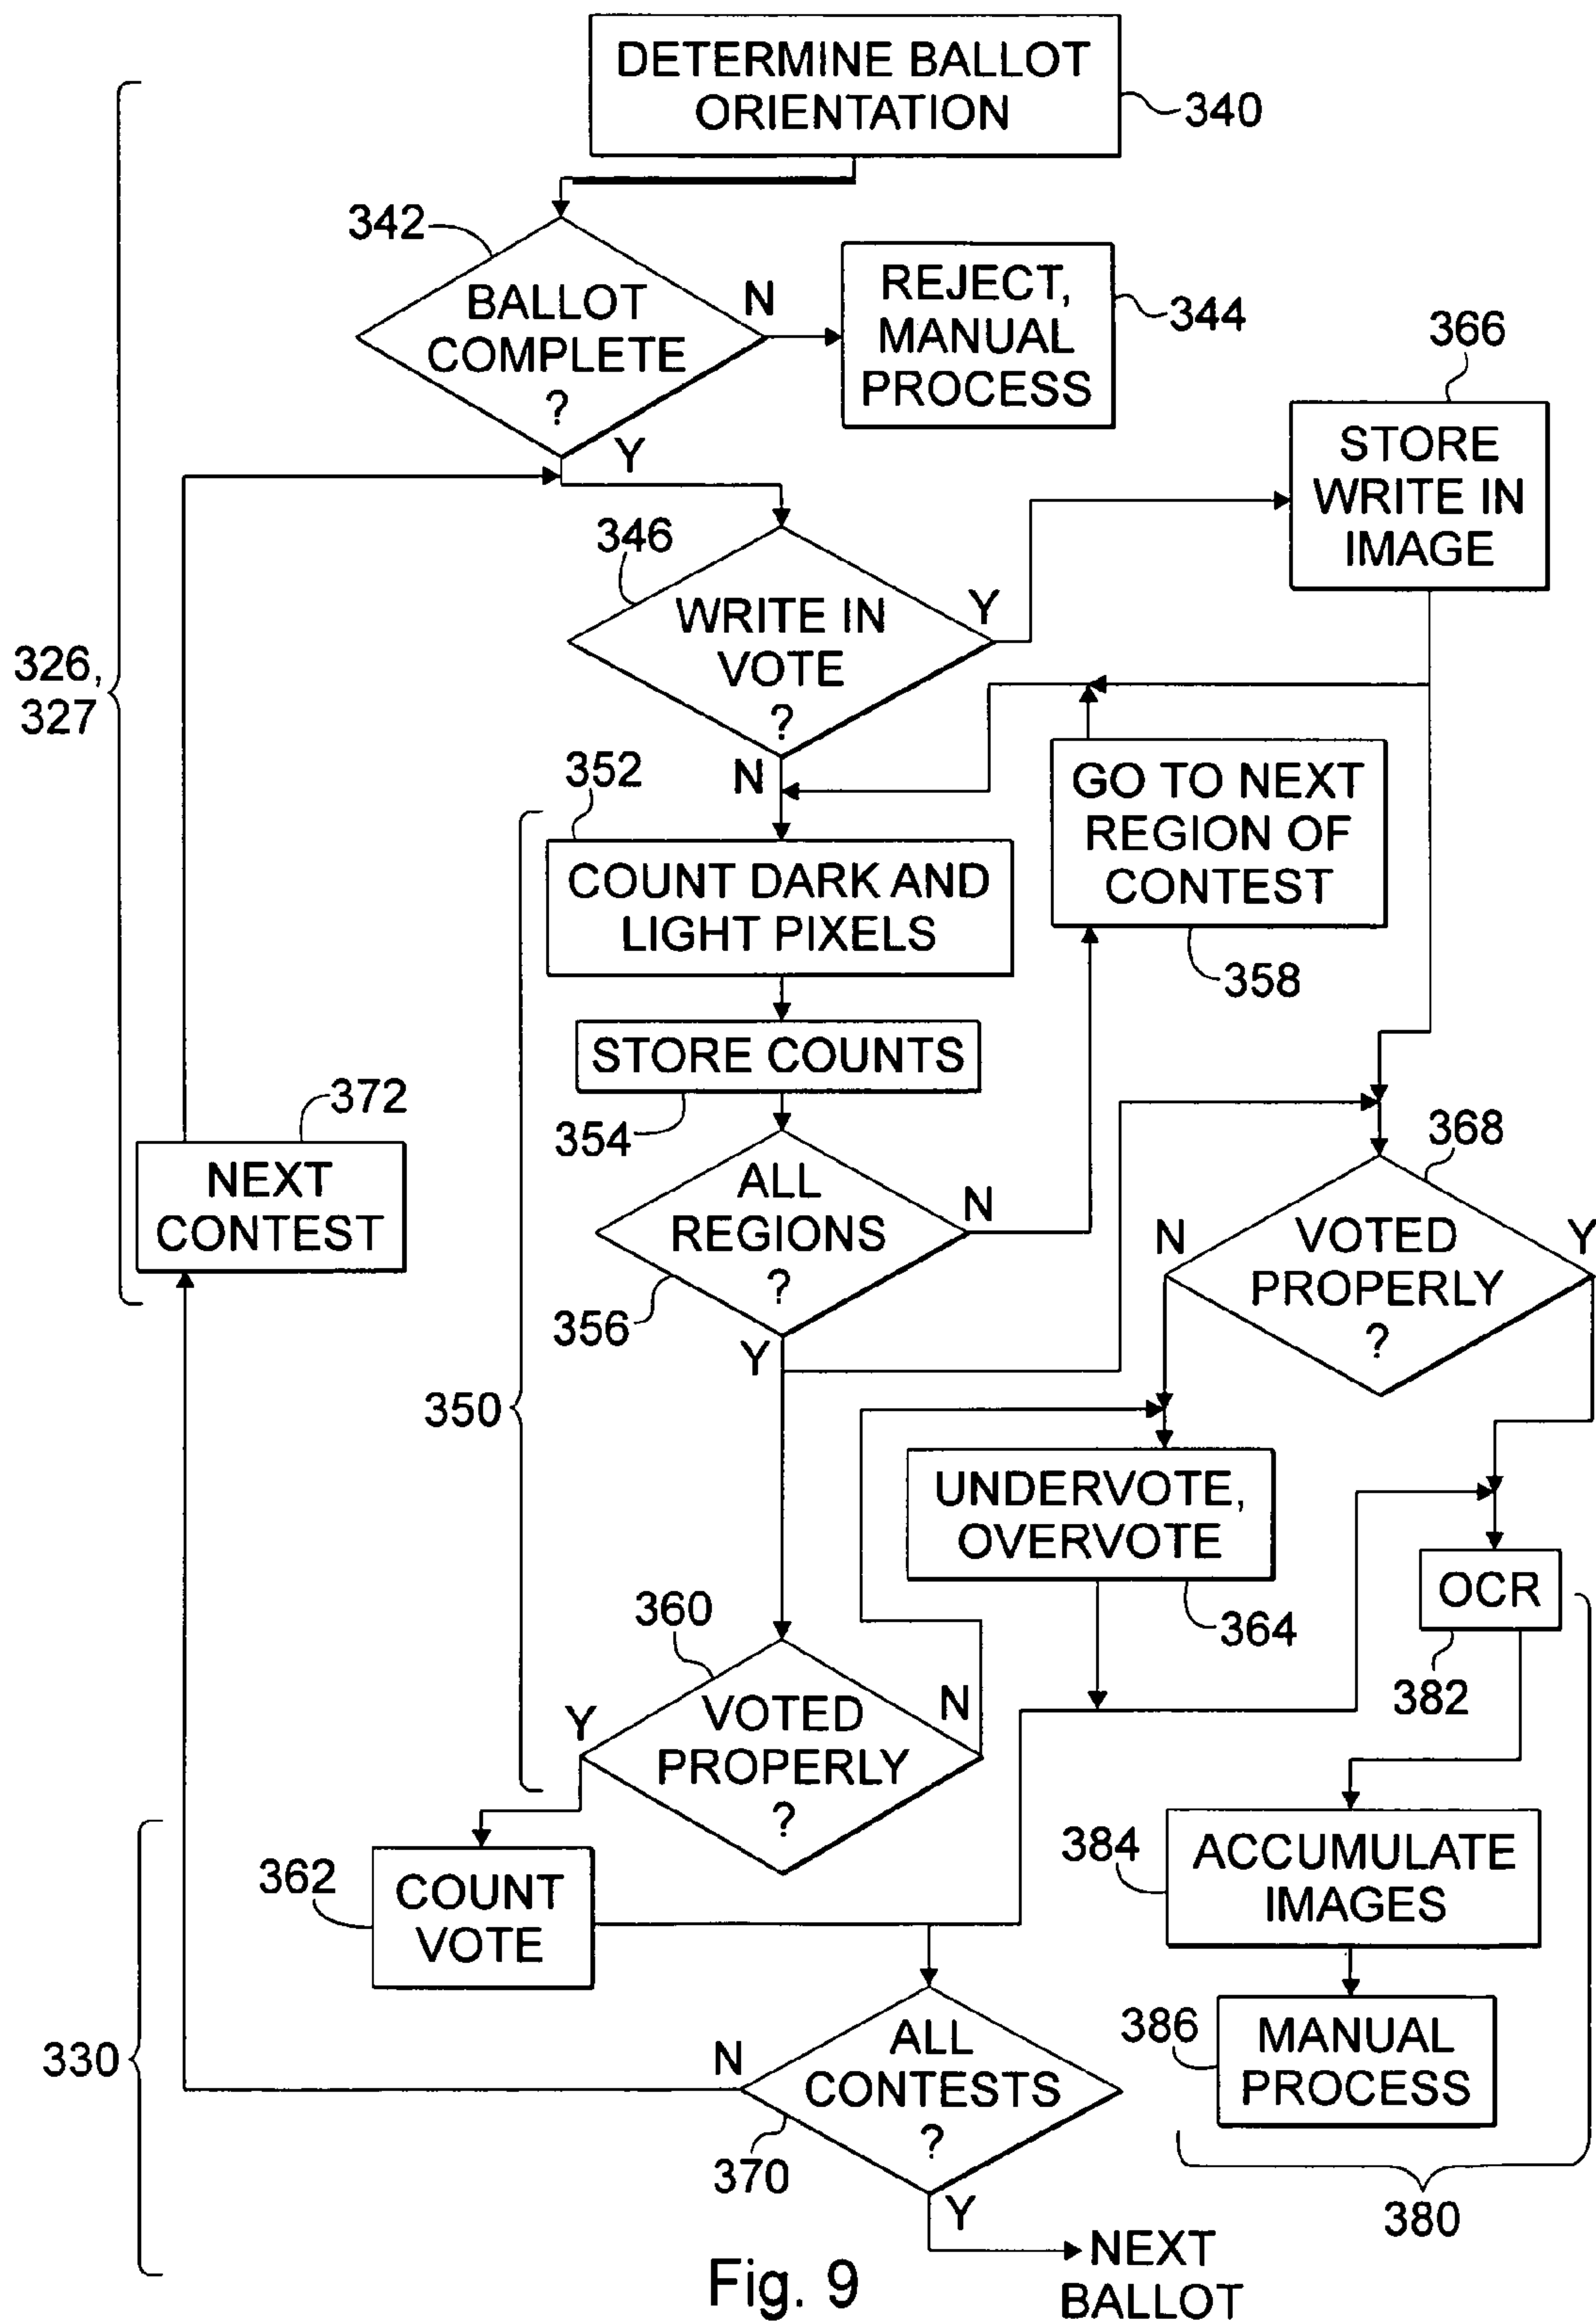 DETERMINE BALLOT
ORIENTATION
340
342
BALLOT
COMPLETE
?
N
Y
REJECT,
MANUAL
PROCESS
344
366
STORE
WRITE IN
IMAGE
346
WRITE IN
VOTE
?
Y
N
326,
327
352
COUNT DARK AND
LIGHT PIXELS
GO TO NEXT
REGION OF
CONTEST
358
STORE COUNTS
354
372
NEXT
CONTEST
ALL
REGIONS
?
N
Y
356
368
VOTED
PROPERLY
?
N
Y
350
UNDERVOTE,
OVERVOTE
364
OCR
382
360
VOTED
PROPERLY
?
Y
N
362
COUNT
VOTE
384
ACCUMULATE
IMAGES
386
MANUAL
PROCESS
380
330
ALL
CONTESTS
?
N
Y
370
NEXT
BALLOT
Fig. 9